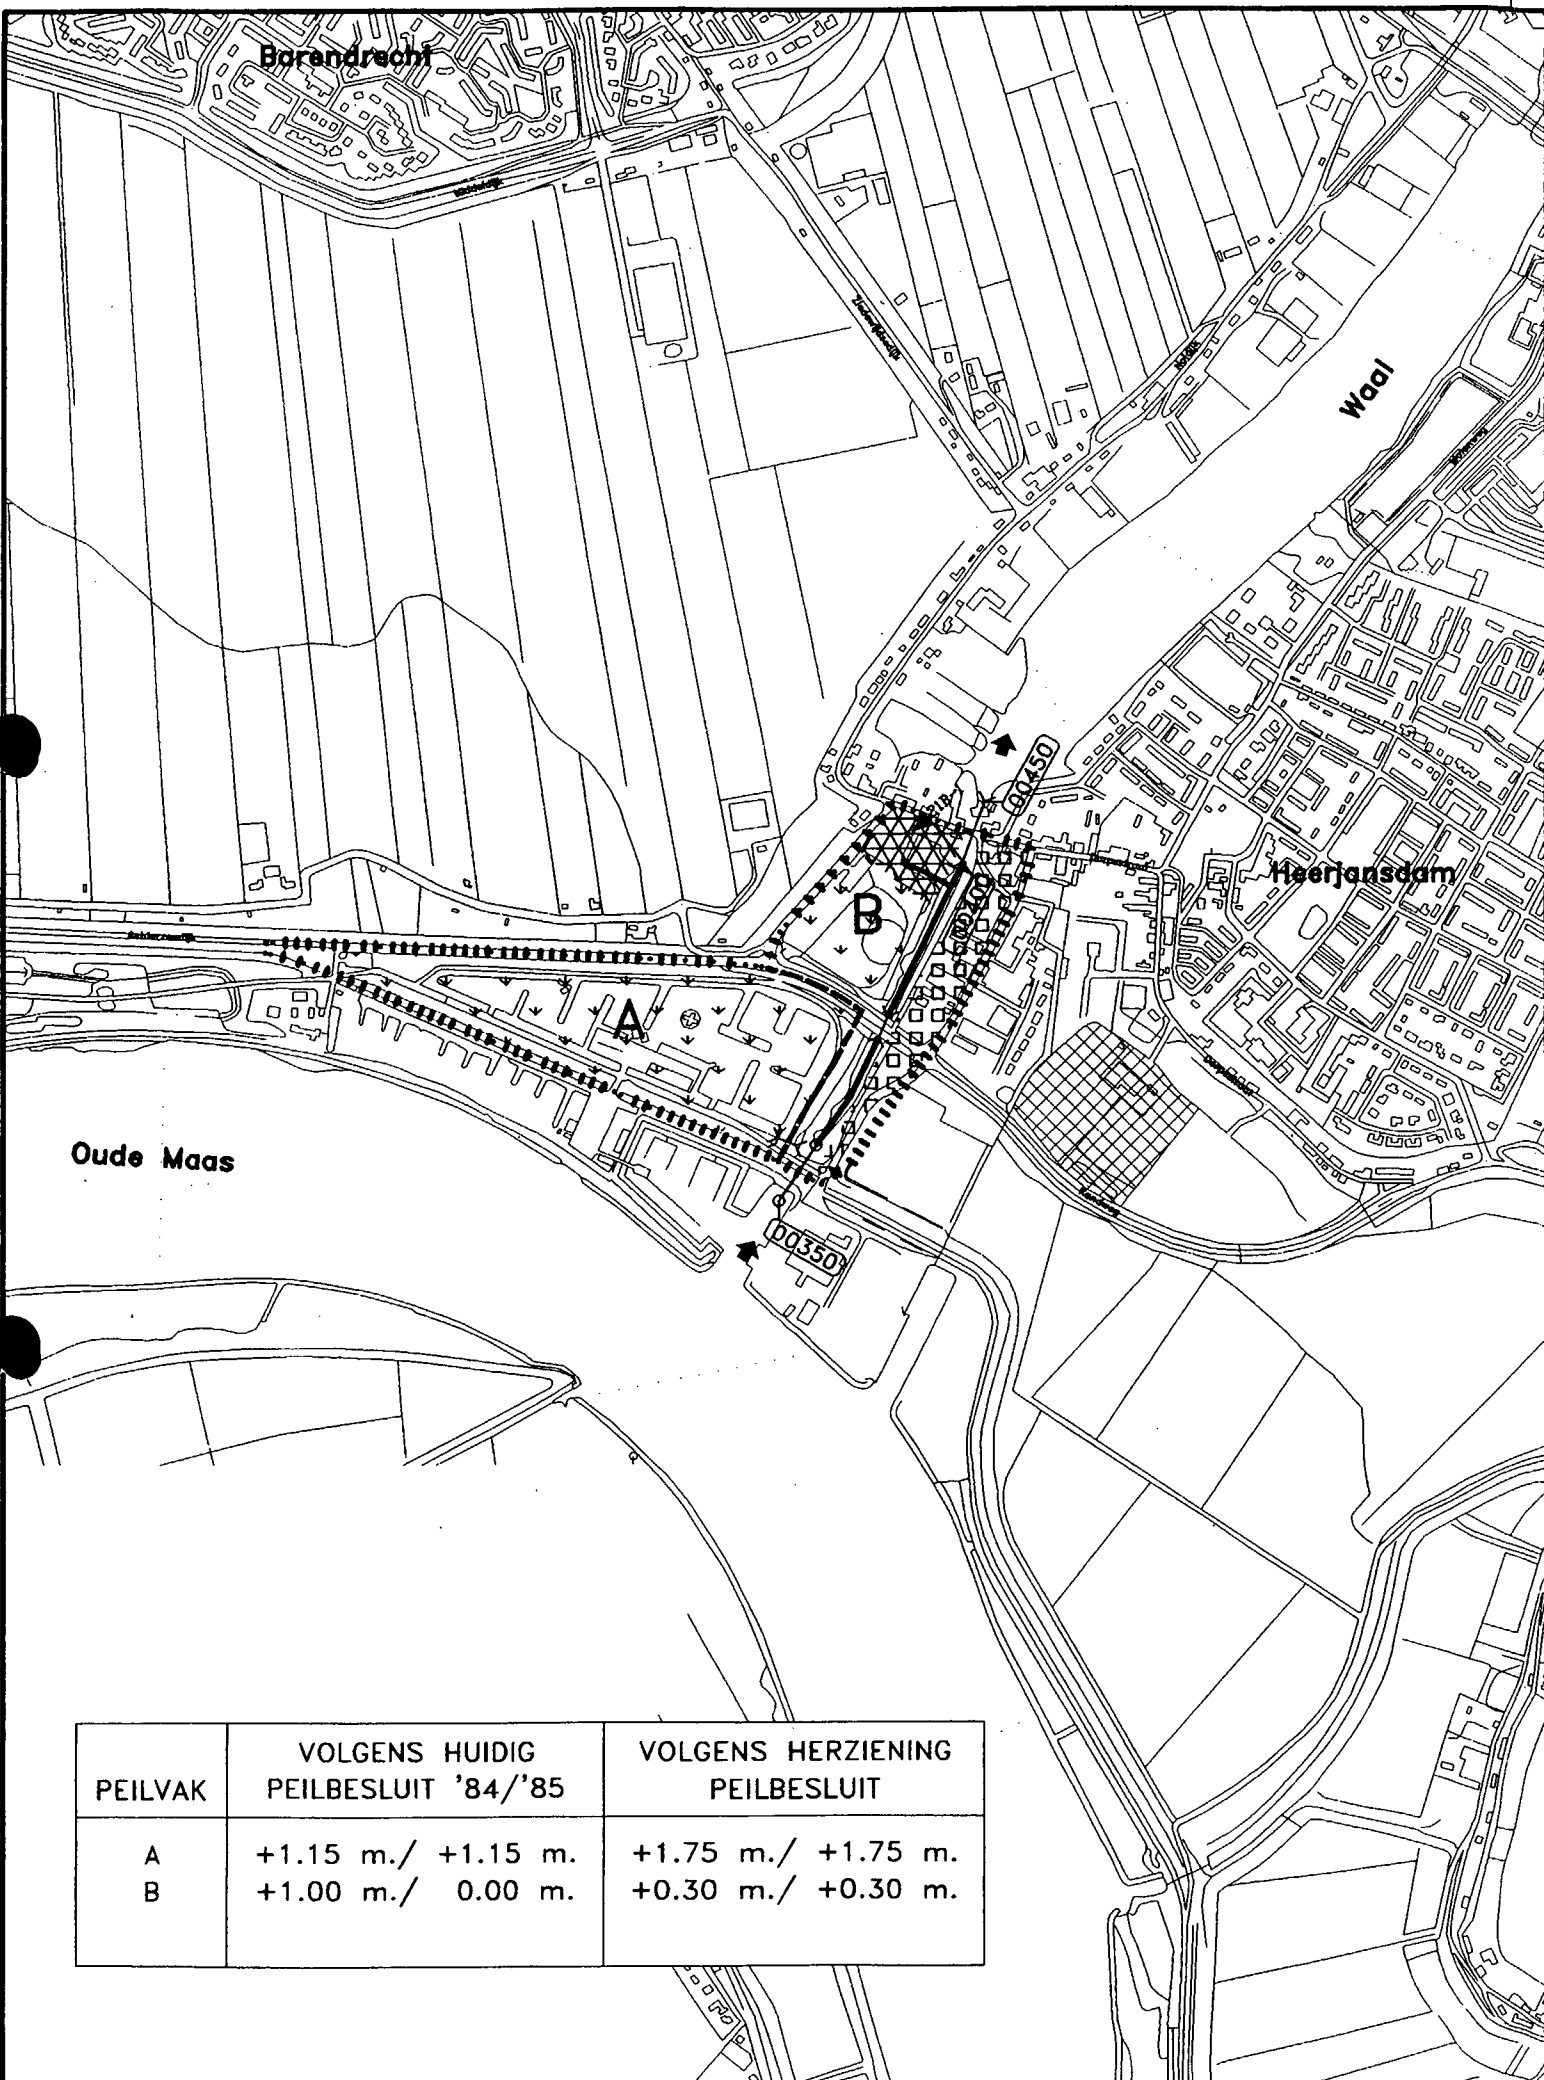 Barendrecht
Middeldijk
Waal
Heerjansdam
B
A
00450
00350
Oude Maas
PEILVAK
VOLGENS HUIDIG
PEILBESLUIT '84/'85
VOLGENS HERZIENING
PEILBESLUIT
A +1.15 m./ +1.15 m. +1.75 m./ +1.75 m.
B +1.00 m./ 0.00 m. +0.30 m./ +0.30 m.